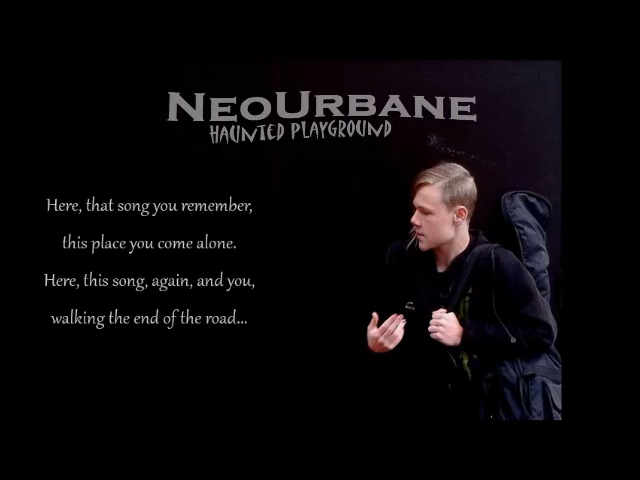 NeoUrbane
Haunted Playground
Here, that song you remember,
this place you come alone.
Here, this song, again, and you,
walking the end of the road...